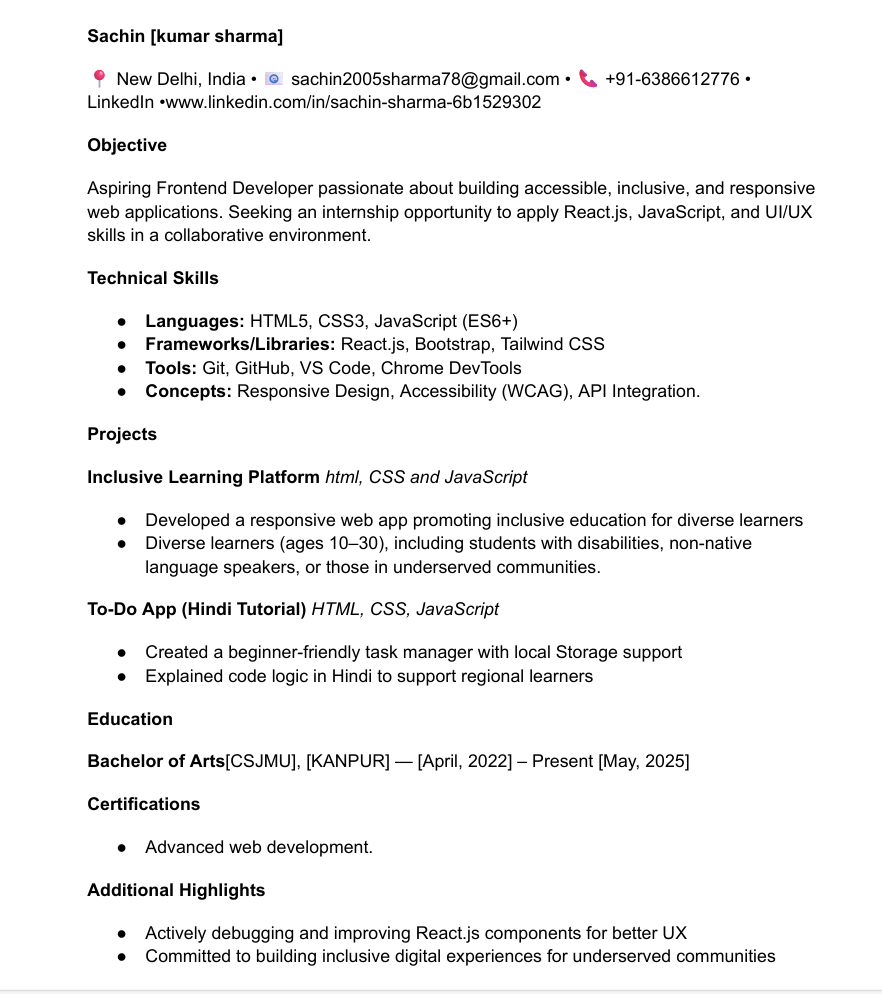 Sachin [kumar sharma]
📍 New Delhi, India • 📧 sachin2005sharma78@gmail.com • 📞 +91-6386612776 •
LinkedIn •www.linkedin.com/in/sachin-sharma-6b1529302
Objective
Aspiring Frontend Developer passionate about building accessible, inclusive, and responsive
web applications. Seeking an internship opportunity to apply React.js, JavaScript, and UI/UX
skills in a collaborative environment.
Technical Skills
● Languages: HTML5, CSS3, JavaScript (ES6+)
● Frameworks/Libraries: React.js, Bootstrap, Tailwind CSS
● Tools: Git, GitHub, VS Code, Chrome DevTools
● Concepts: Responsive Design, Accessibility (WCAG), API Integration.
Projects
Inclusive Learning Platform html, CSS and JavaScript
● Developed a responsive web app promoting inclusive education for diverse learners
● Diverse learners (ages 10–30), including students with disabilities, non-native
language speakers, or those in underserved communities.
To-Do App (Hindi Tutorial) HTML, CSS, JavaScript
● Created a beginner-friendly task manager with local Storage support
● Explained code logic in Hindi to support regional learners
Education
Bachelor of Arts[CSJMU], [KANPUR] — [April, 2022] – Present [May, 2025]
Certifications
● Advanced web development.
Additional Highlights
● Actively debugging and improving React.js components for better UX
● Committed to building inclusive digital experiences for underserved communities